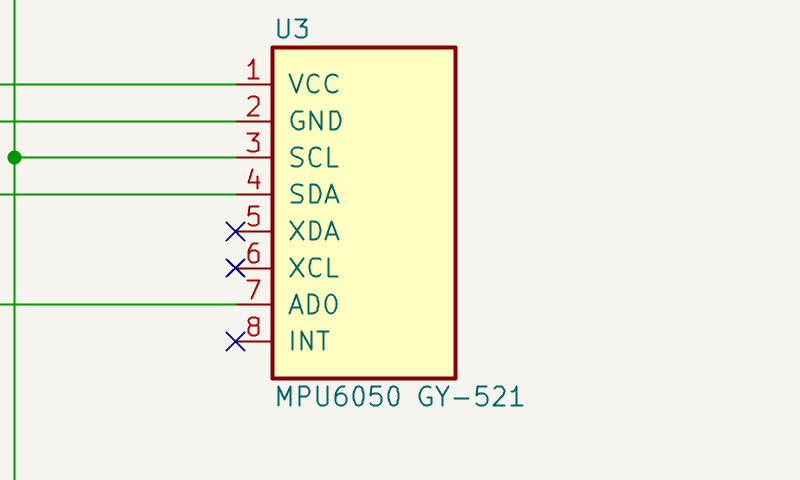 U3
1 VCC
2 GND
3 SCL
4 SDA
5 XDA
6 XCL
7 ADO
8 INT
MPU6050 GY-521